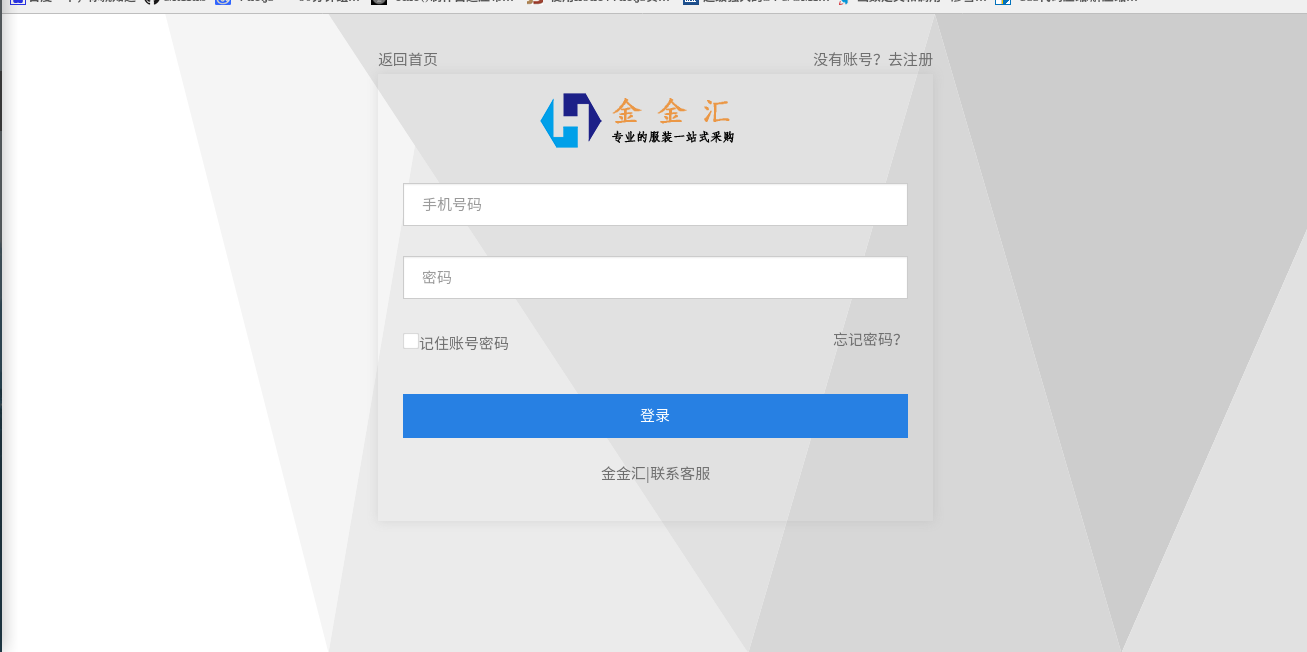 返回首页
没有账号？去注册
金金汇
专业的服装一站式采购
手机号码
密码
记住账号密码
忘记密码？
登录
金金汇|联系客服